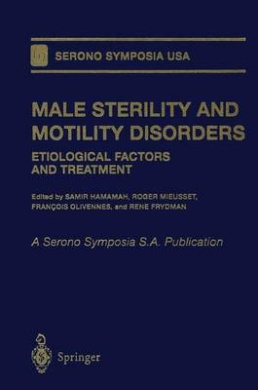 SERONO SYMPOSIA USA
MALE STERILITY AND
MOTILITY DISORDERS
ETIOLOGICAL FACTORS
AND TREATMENT
Edited by SAMIR HAMAMAH, ROGER MIEUSSET,
FRANÇOIS OLIVENNES, and RENE FRYDMAN
A Serono Symposia S.A. Publication
Springer